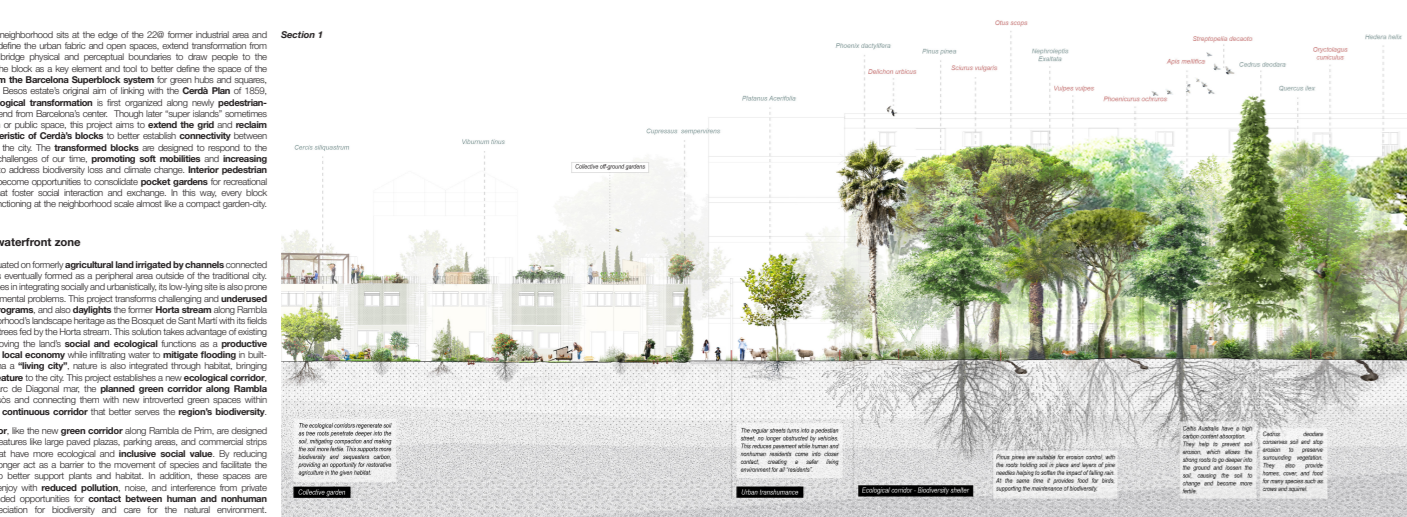 neighborhood sits at the edge of the 22@ former industrial area and
define the urban fabric and open spaces, extend transformation from
bridge physical and perceptual boundaries to draw people to the
he block as a key element and tool to better define the space of the
m the Barcelona Superblock system for green hubs and squares,
Besos estate's original aim of linking with the Cerdà Plan of 1859,
logical transformation is first organized along newly pedestrian-
end from Barcelona's center. Though later "super islands" sometimes
or public space, this project aims to extend the grid and reclaim
eristic of Cerdà's blocks to better establish connectivity between
the city. The transformed blocks are designed to respond to the
challenges of our time, promoting soft mobilities and increasing
to address biodiversity loss and climate change. Interior pedestrian
become opportunities to consolidate pocket gardens for recreational
at foster social interaction and exchange. In this way, every block
nctioning at the neighborhood scale almost like a compact garden-city.
waterfront zone
uated on formerly agricultural land irrigated by channels connected
s eventually formed as a peripheral area outside of the traditional city.
es in integrating socially and urbanistically, its low-lying site is also prone
mental problems. This project transforms challenging and underused
rograms, and also daylights the former Horta stream along Rambla
orhood's landscape heritage as the Bosquet de Sant Martí with its fields
trees fed by the Horta stream. This solution takes advantage of existing
oving the land's social and ecological functions as a productive
local economy while infiltrating water to mitigate flooding in built-
na a "living city", nature is also integrated through habitat, bringing
eature to the city. This project establishes a new ecological corridor,
arc de Diagonal mar, the planned green corridor along Rambla
uòs and connecting them with new introverted green spaces within
continuous corridor that better serves the region's biodiversity.
or, like the new green corridor along Rambla de Prim, are designed
eatures like large paved plazas, parking areas, and commercial strips
at have more ecological and inclusive social value. By reducing
onger act as a barrier to the movement of species and facilitate the
o better support plants and habitat. In addition, these spaces are
enjoy with reduced pollution, noise, and interference from private
ded opportunities for contact between human and nonhuman
eciation for biodiversity and care for the natural environment.
Section 1
Cercis siliquastrum
Viburnum tinus
Collective off-ground gardens
Cupressus sempervirens
Platanus Acerifolia
Phoenix dactylifera
Delichon urbicus
Pinus pinea
Sciurus vulgaris
Otus scops
Nephrolepis
Exaltata
Vulpes vulpes
Phoenicurus ochruros
Apis mellifica
Streptopelia decaoto
Cedrus deodara
Quercus ilex
Oryctolagus
cuniculus
Hedera helix
The ecological corridors regenerate soil
as tree roots penetrate deeper into the
soil, mitigating compaction and making
the soil more fertile. This supports more
biodiversity and sequesters carbon,
providing an opportunity for restorative
agriculture in the given habitat.
Collective garden
The regular streets turns into a pedestian
street, no longer obstructed by vehicles.
This reduces pavement while human and
nonhuman residents come into closer
contact, creating a safer living
environment for all "residents"
Urban transhumance
Ecological corridor - Biodiversity shelter
Pinus pines are suitable for erosion control, with
the roots holding soil in place and layers of pine
needles helping to soften the impact of falling rain.
At the same time it provides food for birds,
supporting the maintenance of biodiversity.
Celtis Australis have a high
carbon content absorption.
They help to prevent soil
erosion, which allows the
strong roots to go deeper into
the ground and loosen the
soil, causing the soil to
change and become more
fertile.
Cedrus deodara
conserves soil and stop
erosion to preserve
surrounding vegetation.
They also provide
homes, cover, and food
for many species such as
crows and squirrel.